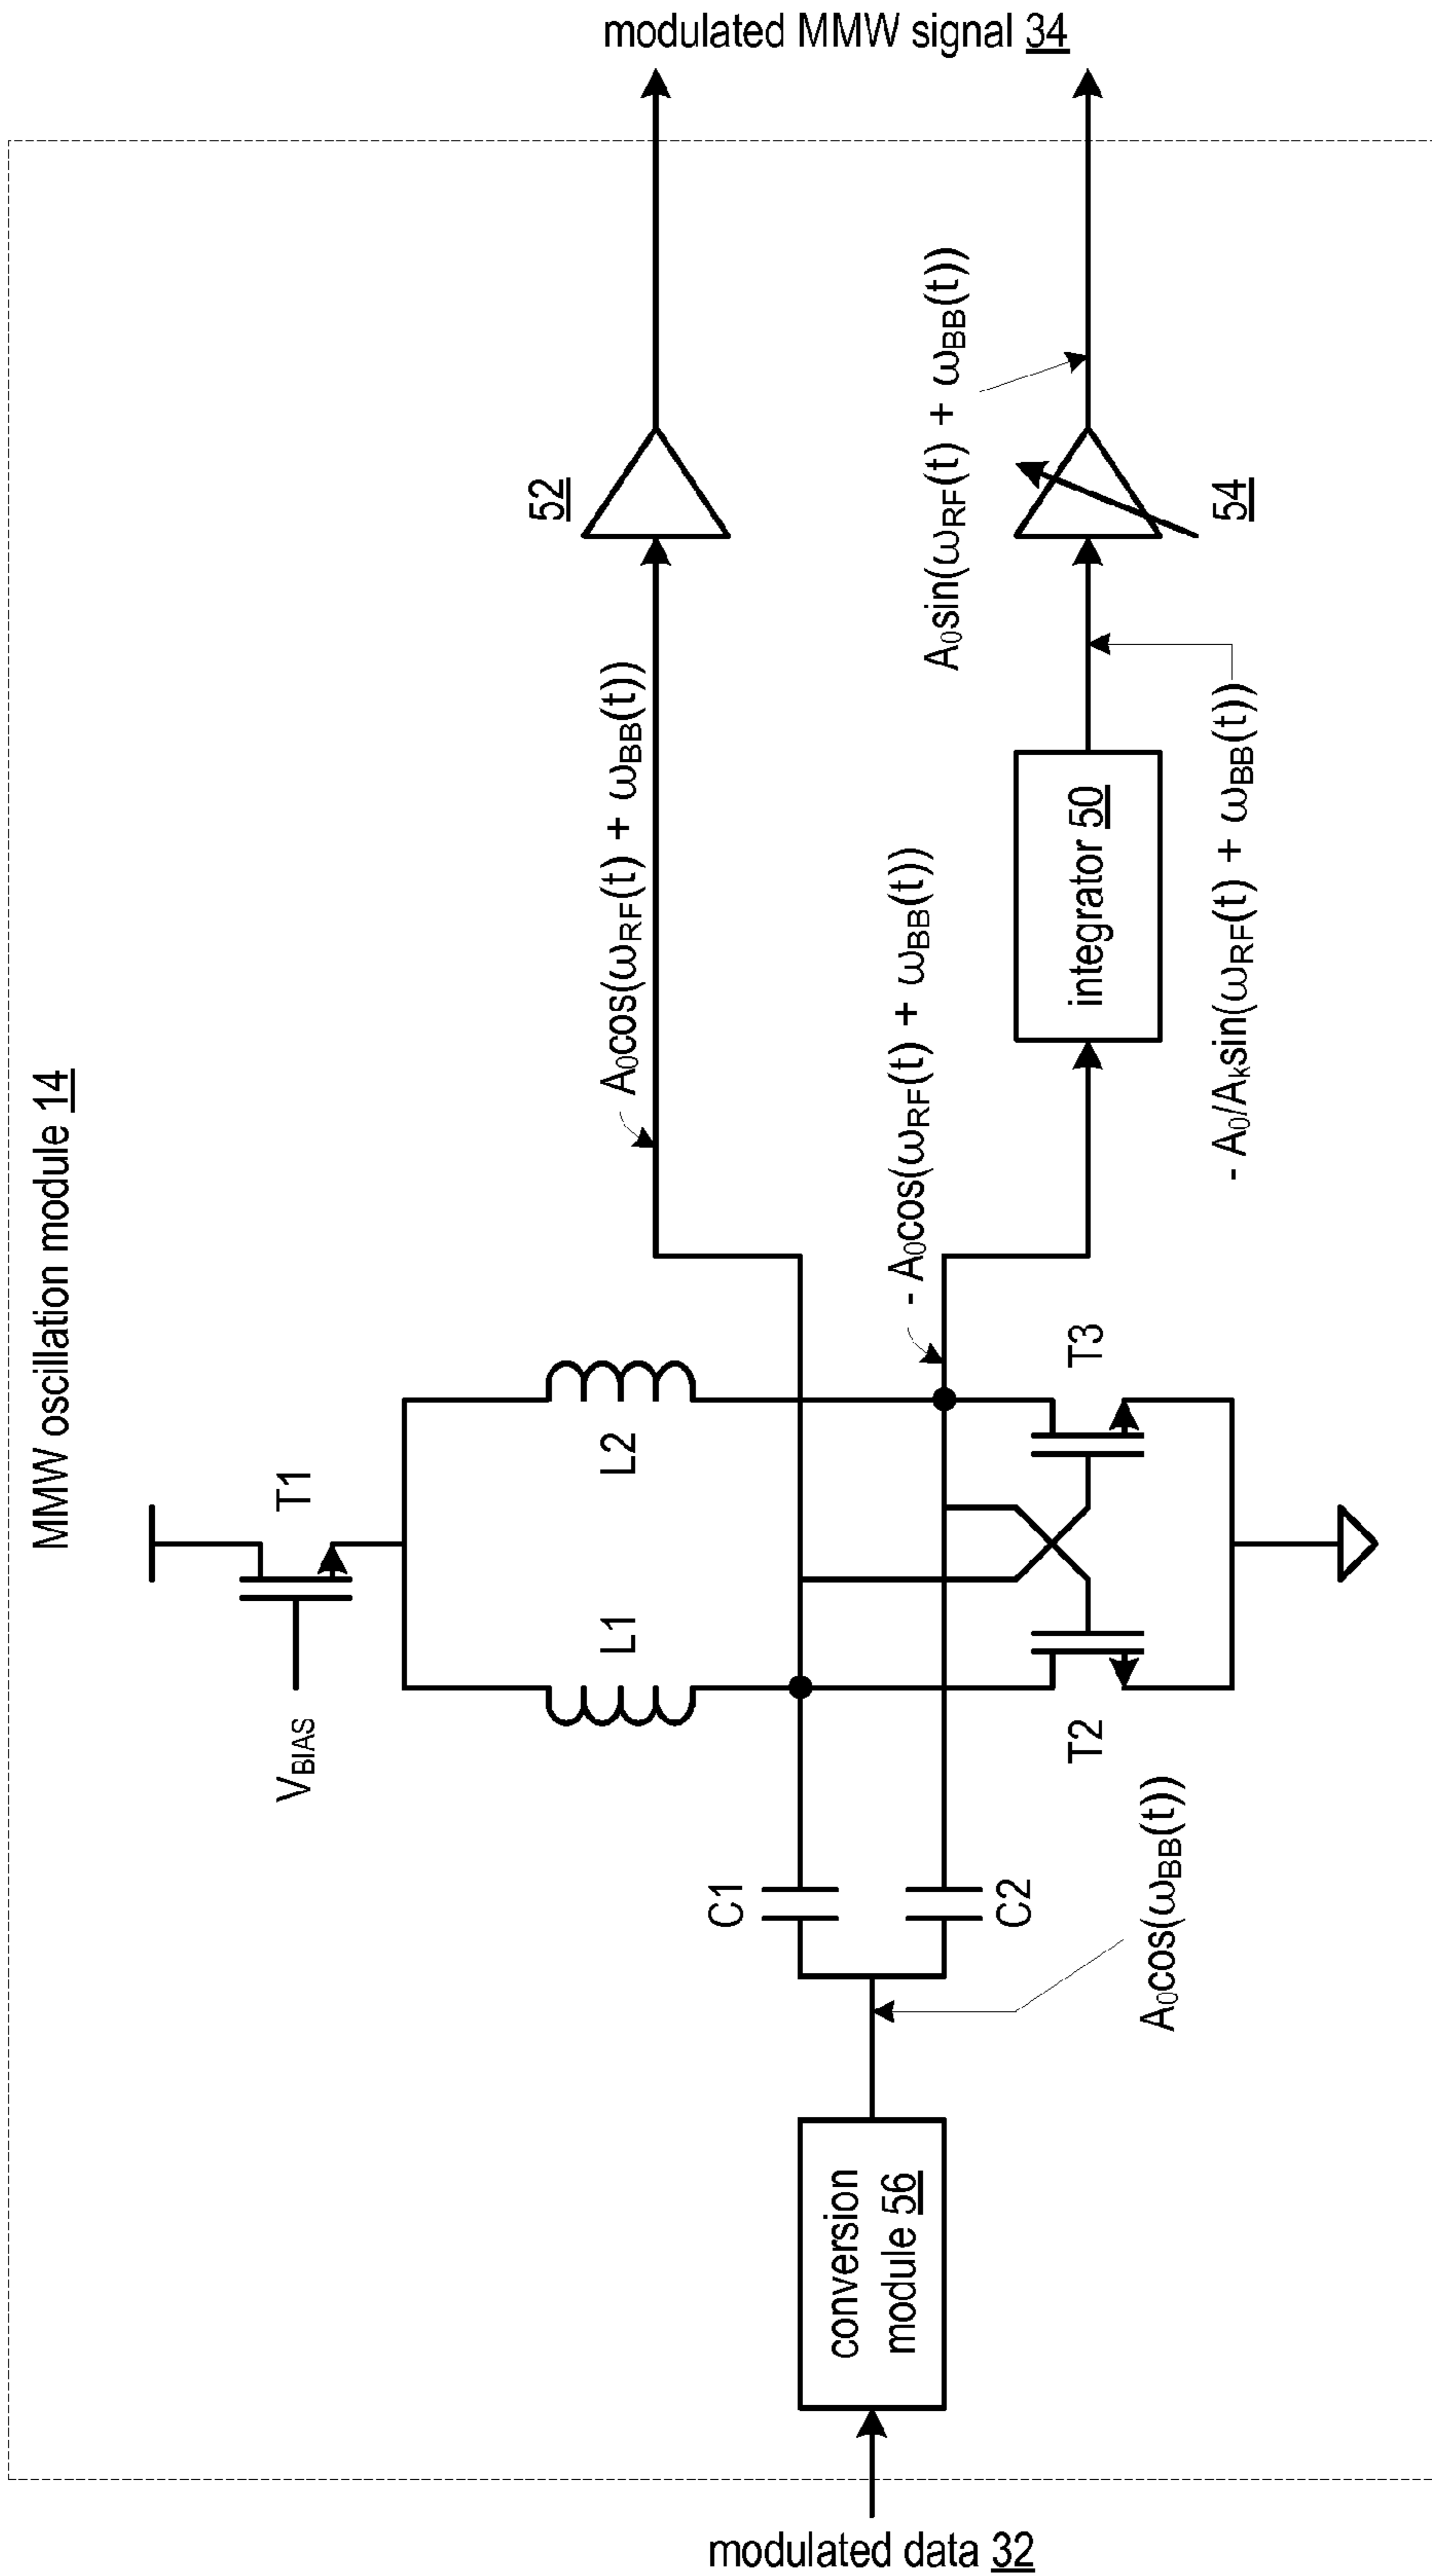 MMW oscillation module 14
modulated data 32
conversion
module 56
A₀cos(ω_BB(t))
C1
C2
V_BIAS
T1
L1
L2
T2
T3
A₀cos(ω_RF(t) + ω_BB(t))
- A₀cos(ω_RF(t) + ω_BB(t))
integrator 50
- A₀/Aₖsin(ω_RF(t) + ω_BB(t))
52
54
A₀sin(ω_RF(t) + ω_BB(t))
modulated MMW signal 34